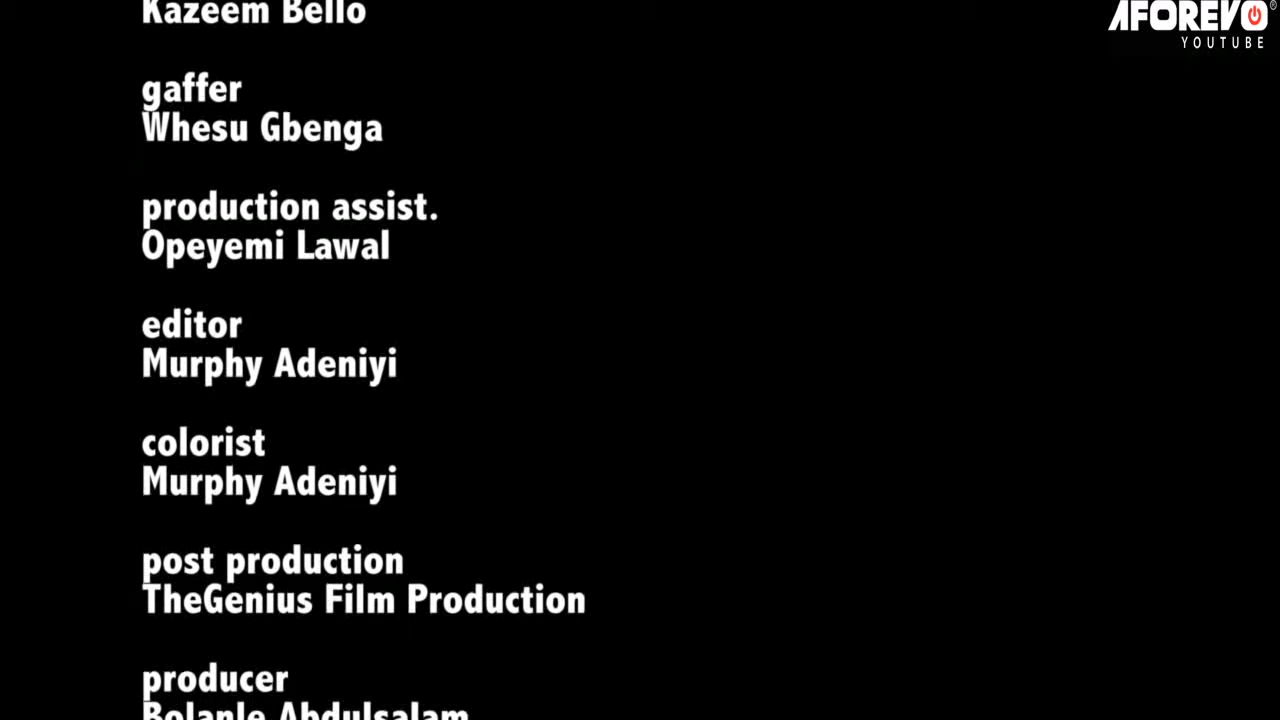 Kazeem Bello
AFOREVO
YOUTUBE
gaffer
Whesu Gbenga
production assist.
Opeyemi Lawal
editor
Murphy Adeniyi
colorist
Murphy Adeniyi
post production
TheGenius Film Production
producer
Bolanle Abdulsalam